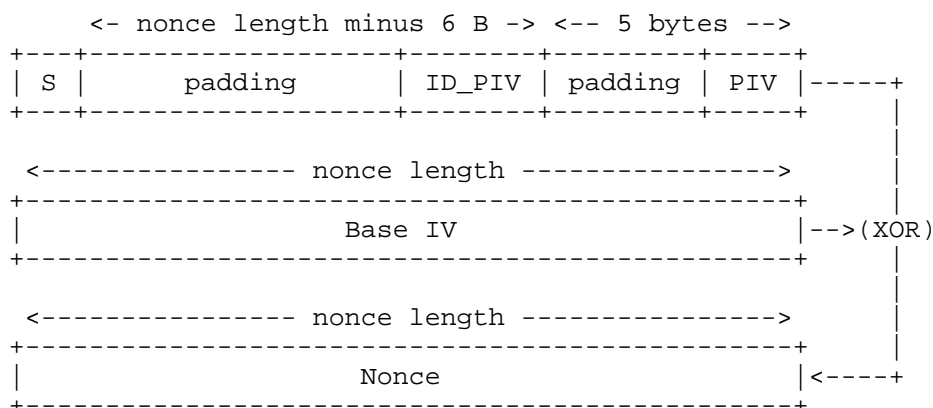 <- nonce length minus 6 B -> <-- 5 bytes -->
+---+-------------------+--------+---------+-----+
| S |      padding      | ID_PIV | padding | PIV |-----+
+---+-------------------+--------+---------+-----+     |
                                                       |
<---------------- nonce length ---------------->       |
+------------------------------------------------+     |
|                    Base IV                     |-->(XOR)
+------------------------------------------------+     |
                                                       |
<---------------- nonce length ---------------->       |
+------------------------------------------------+     |
|                     Nonce                      |<----+
+------------------------------------------------+